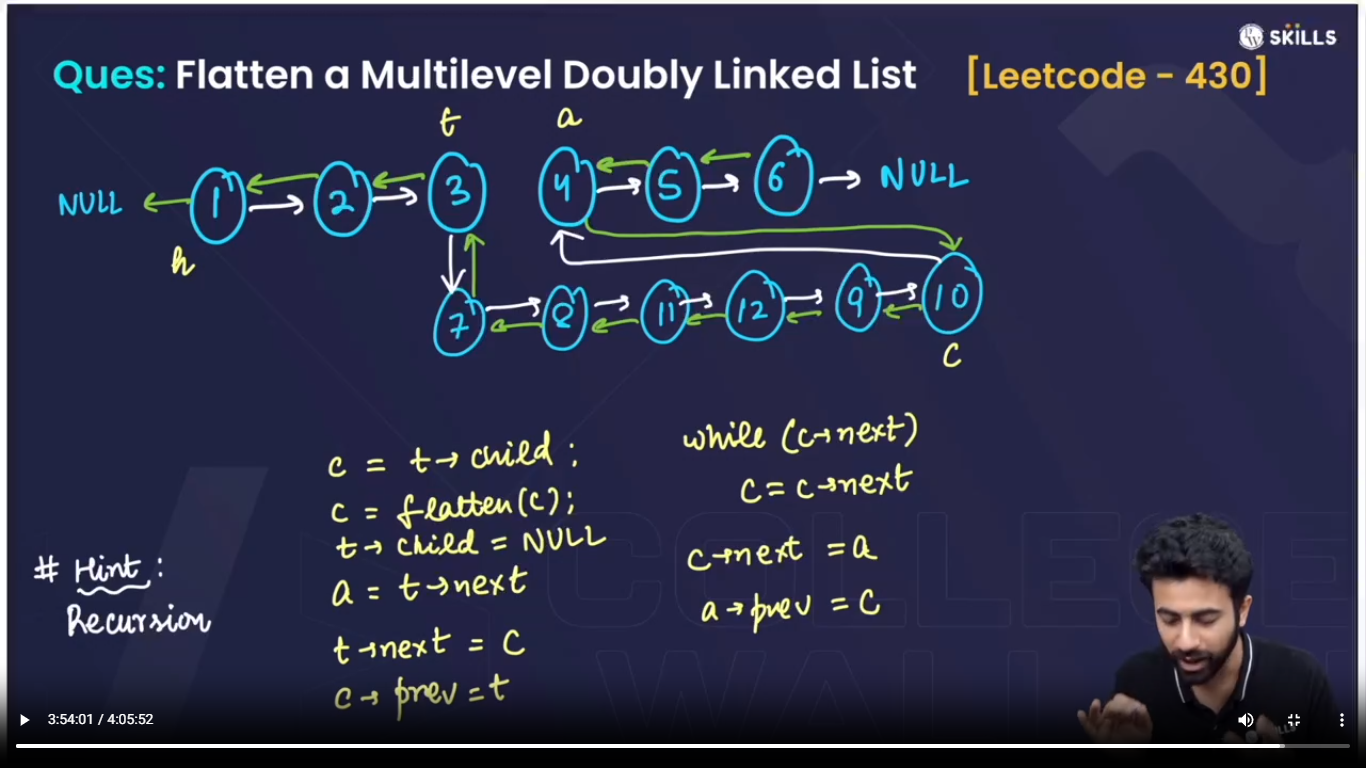 SKILLS
Ques: Flatten a Multilevel Doubly Linked List [Leetcode - 430]
t a
NULL 1 2 3 4 5 6 NULL
h
7 8 11 12 9 10
c
c = t→child ;
c = flatten(c);
t→child = NULL
a = t→next
t→next = c
c→prev = t
while (c→next)
c = c→next
c→next = a
a→prev = c
# Hint :
Recursion
COLLEGE
WALLAH
3:54:01 / 4:05:52